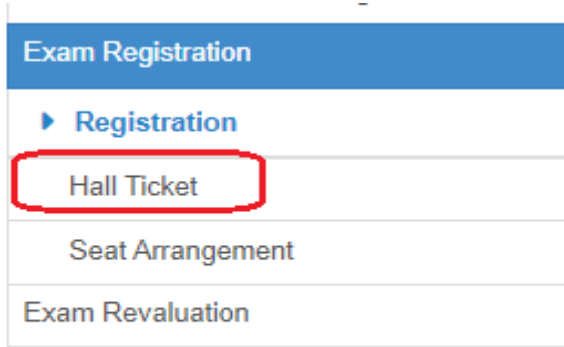 Exam Registration
Registration
Hall Ticket
Seat Arrangement
Exam Revaluation